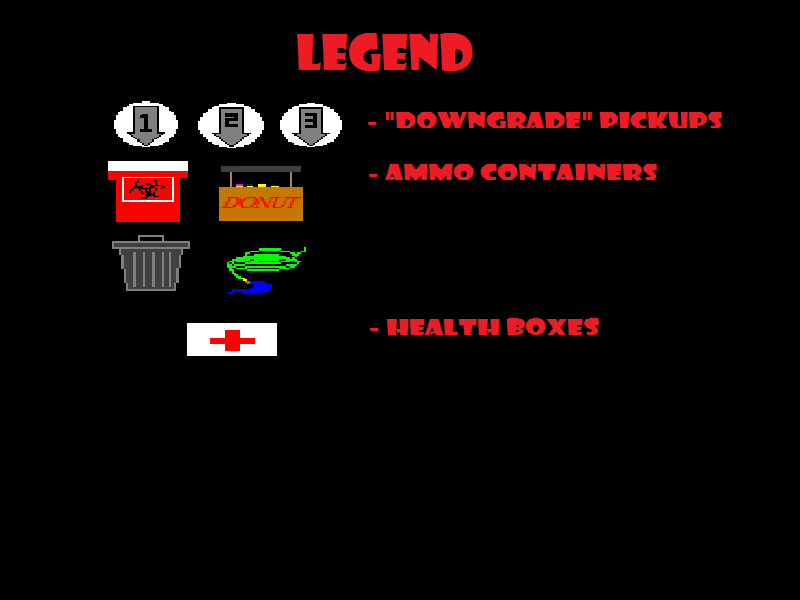 LEGEND
1 2 3 - "DOWNGRADE" PICKUPS
- AMMO CONTAINERS
DONUT
- HEALTH BOXES